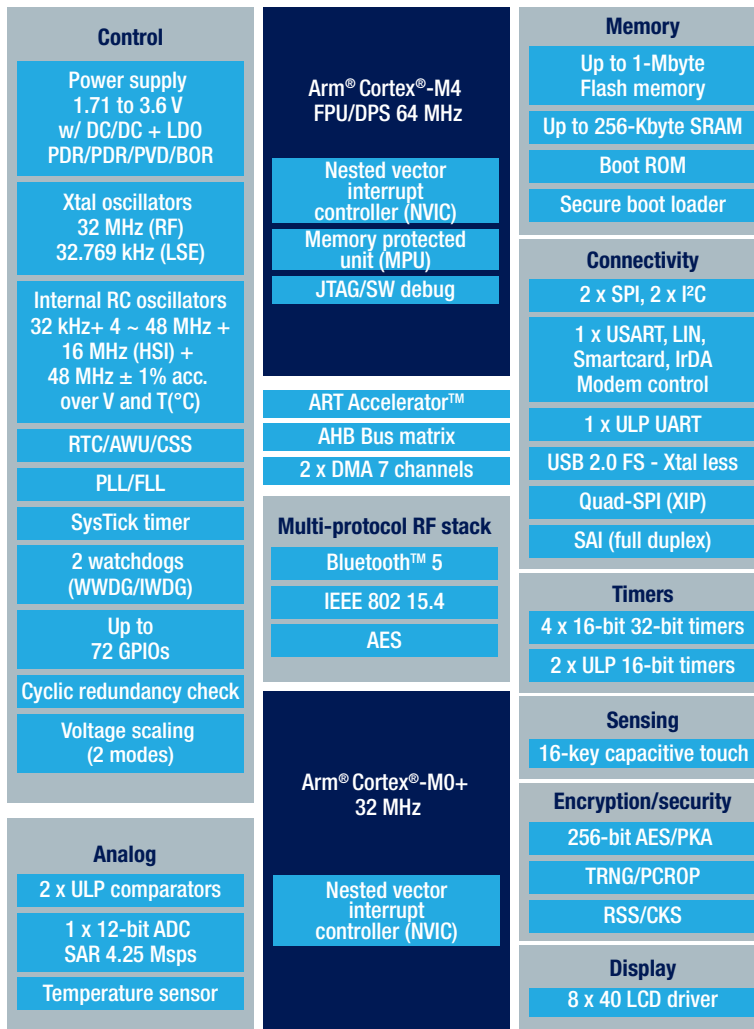 Control
Power supply
1.71 to 3.6 V
w/ DC/DC + LDO
PDR/PDR/PVD/BOR
Xtal oscillators
32 MHz (RF)
32.769 kHz (LSE)
Internal RC oscillators
32 kHz+ 4 ~ 48 MHz +
16 MHz (HSI) +
48 MHz ± 1% acc.
over V and T(°C)
RTC/AWU/CSS
PLL/FLL
SysTick timer
2 watchdogs
(WWDG/IWDG)
Up to
72 GPIOs
Cyclic redundancy check
Voltage scaling
(2 modes)
Analog
2 x ULP comparators
1 x 12-bit ADC
SAR 4.25 Msps
Temperature sensor
Arm® Cortex®-M4
FPU/DPS 64 MHz
Nested vector
interrupt
controller (NVIC)
Memory protected
unit (MPU)
JTAG/SW debug
ART Accelerator™
AHB Bus matrix
2 x DMA 7 channels
Multi-protocol RF stack
Bluetooth™ 5
IEEE 802 15.4
AES
Arm® Cortex®-M0+
32 MHz
Nested vector
interrupt
controller (NVIC)
Memory
Up to 1-Mbyte
Flash memory
Up to 256-Kbyte SRAM
Boot ROM
Secure boot loader
Connectivity
2 x SPI, 2 x I²C
1 x USART, LIN,
Smartcard, IrDA
Modem control
1 x ULP UART
USB 2.0 FS - Xtal less
Quad-SPI (XIP)
SAI (full duplex)
Timers
4 x 16-bit 32-bit timers
2 x ULP 16-bit timers
Sensing
16-key capacitive touch
Encryption/security
256-bit AES/PKA
TRNG/PCROP
RSS/CKS
Display
8 x 40 LCD driver